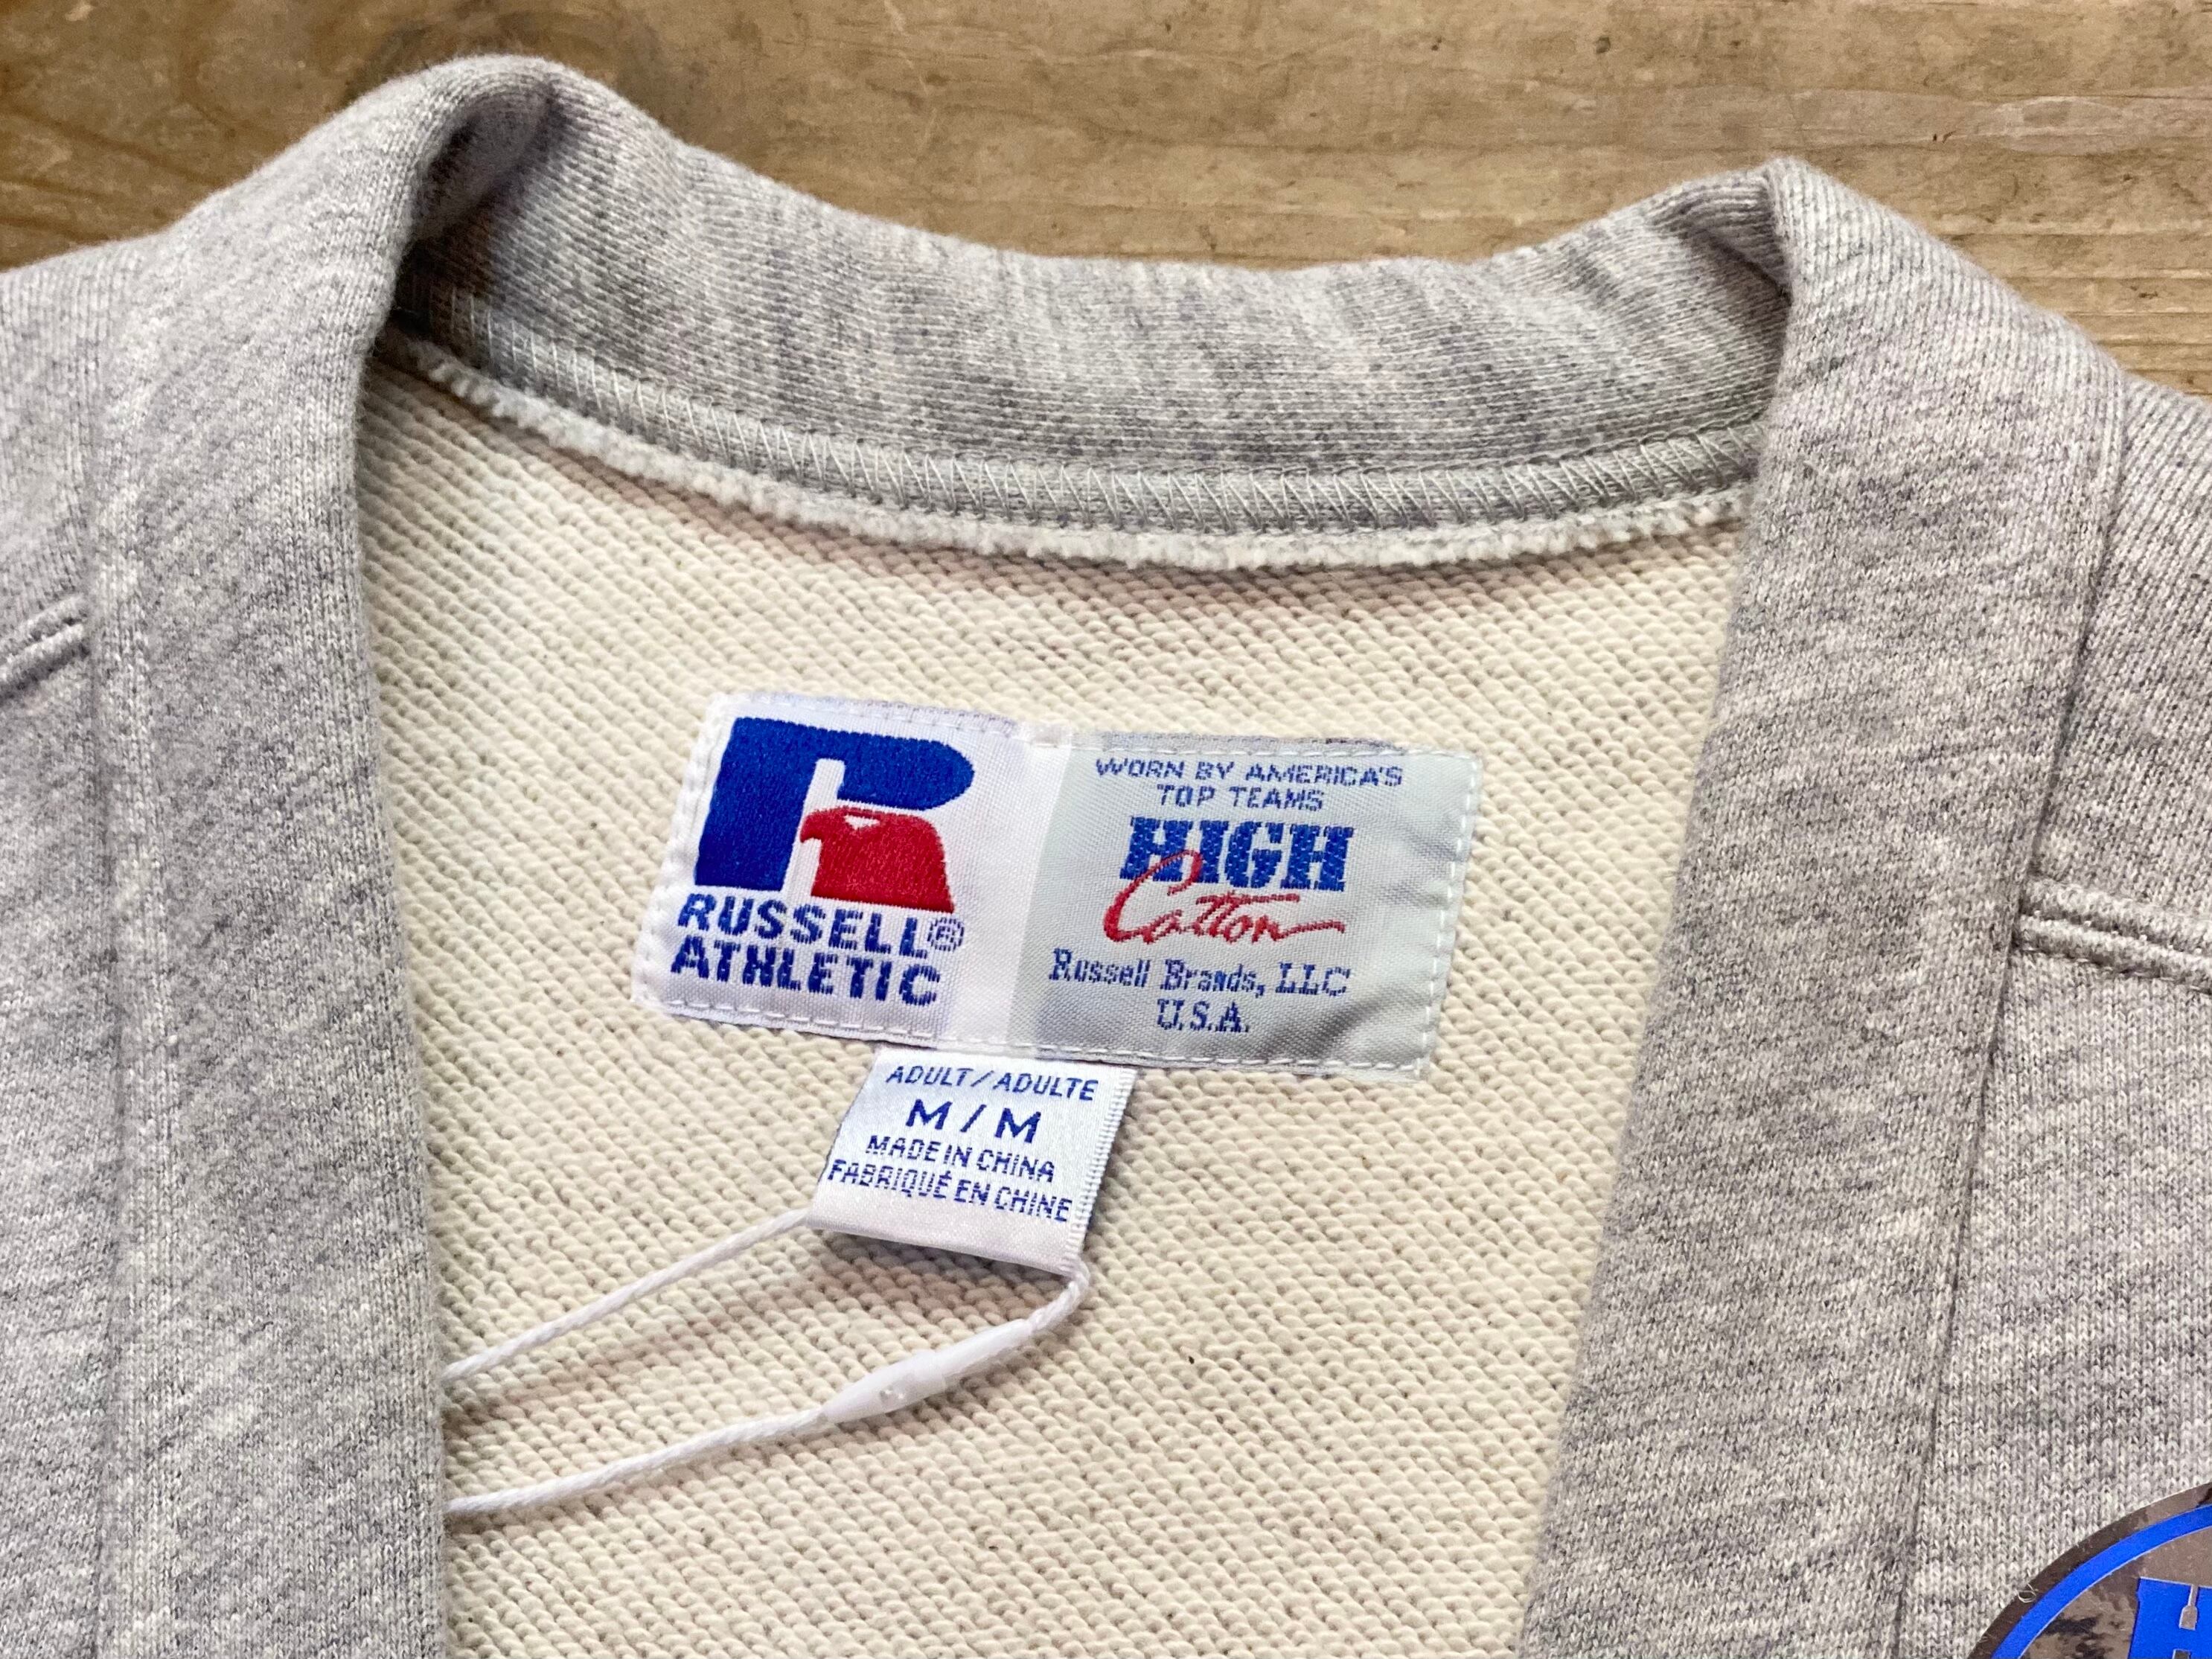 RUSSELL®
ATHLETIC
WORN BY AMERICA'S
TOP TEAMS
HIGH
Cotton
Russell Brands, LLC
U.S.A.
ADULT/ADULTE
M/M
MADE IN CHINA
FABRIQUÉ EN CHINE